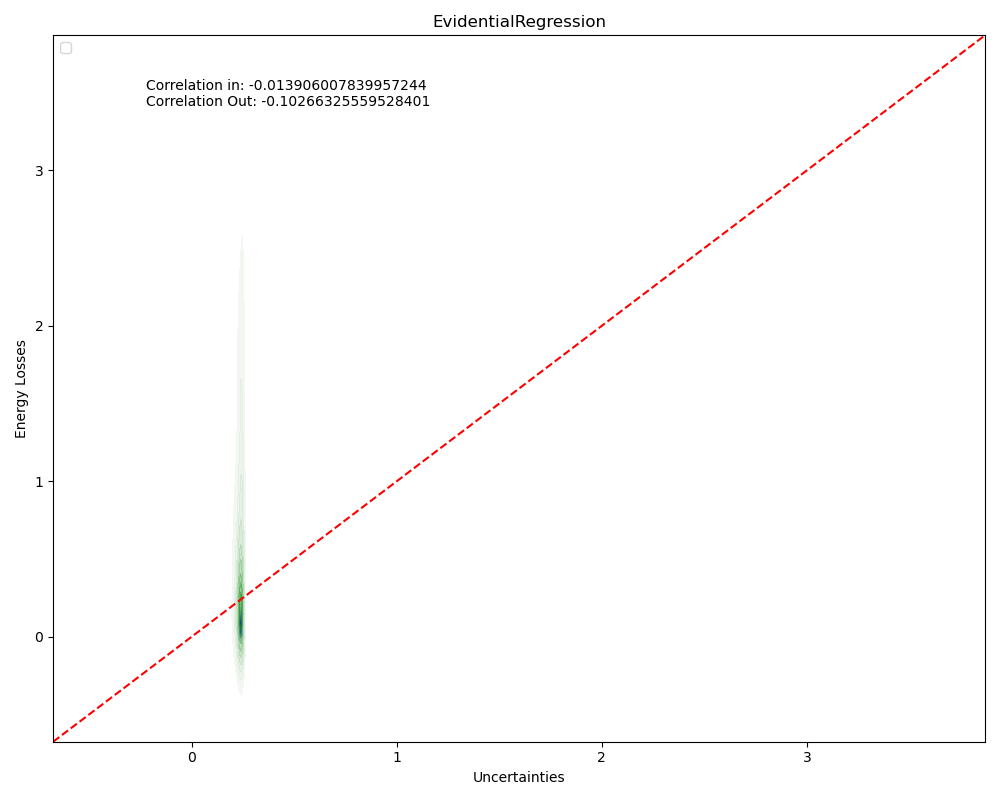 EvidentialRegression
Correlation in: -0.013906007839957244
Correlation Out: -0.10266325559528401
3
2
1
0
Energy Losses
0
1
2
3
Uncertainties